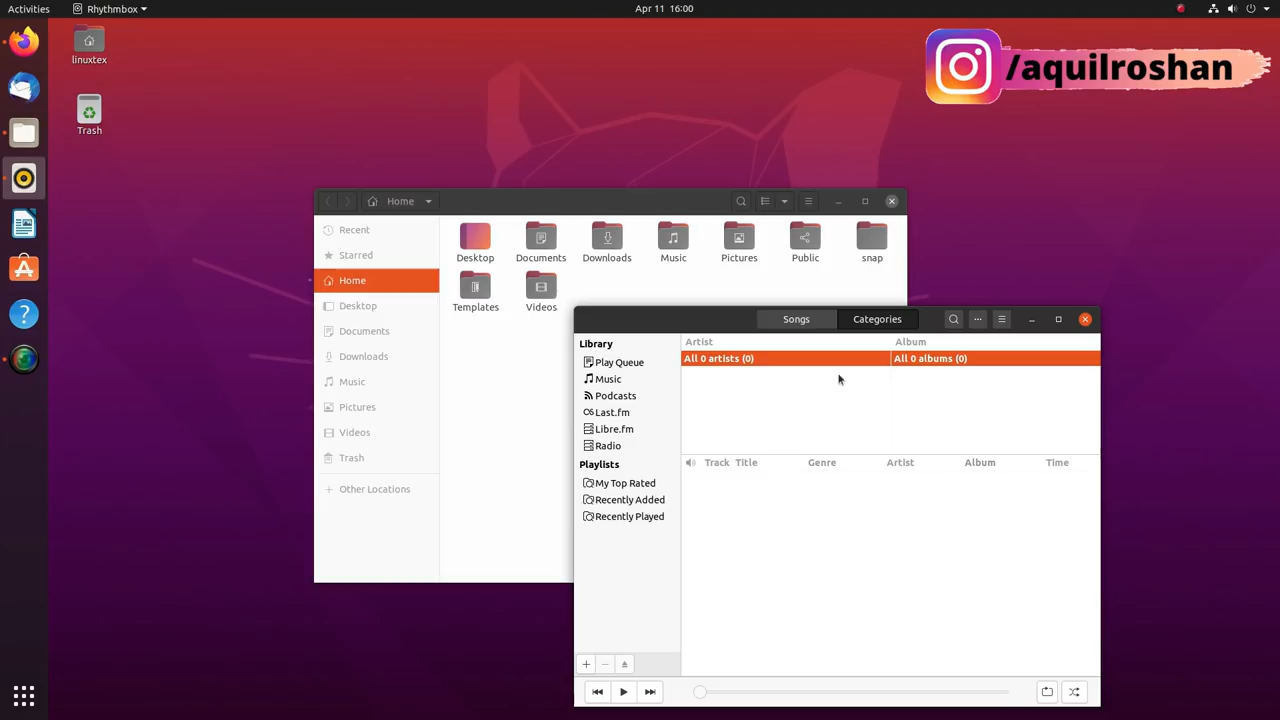 Activities
Rhythmbox
Apr 11 16:00
linuxtex
Trash
/aquilroshan
Home
Recent
Starred
Home
Desktop
Documents
Downloads
Music
Pictures
Videos
Trash
Other Locations
Desktop
Documents
Downloads
Music
Pictures
Public
snap
Templates
Videos
Songs
Categories
Library
Play Queue
Music
Podcasts
Last.fm
Libre.fm
Radio
Playlists
My Top Rated
Recently Added
Recently Played
Artist
Album
All 0 artists (0)
All 0 albums (0)
Track Title Genre Artist Album Time